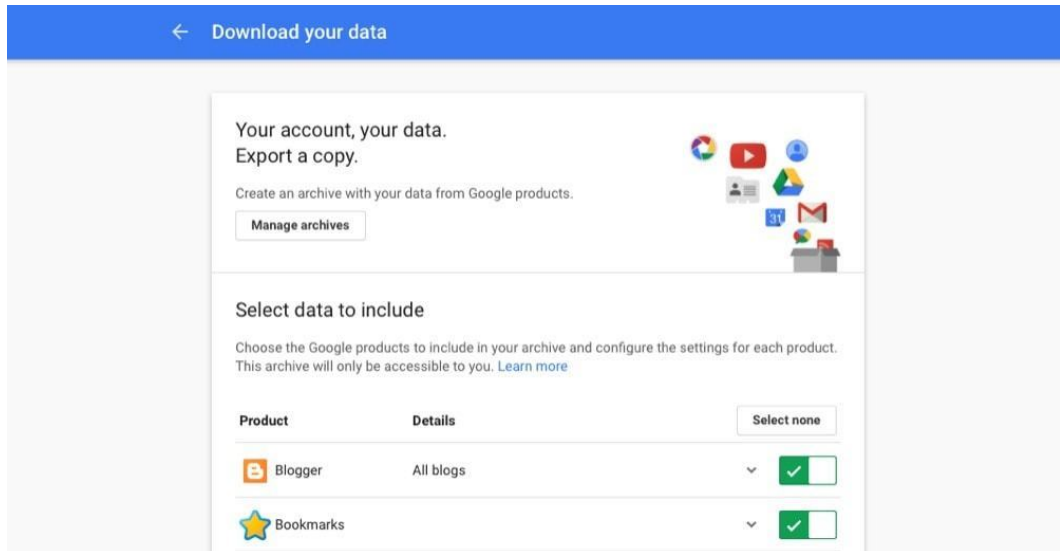 Download your data
Your account, your data.
Export a copy.
Create an archive with your data from Google products.
Manage archives
31
Select data to include
Choose the Google products to include in your archive and configure the settings for each product.
This archive will only be accessible to you. Learn more
Product Details Select none
Blogger All blogs
Bookmarks